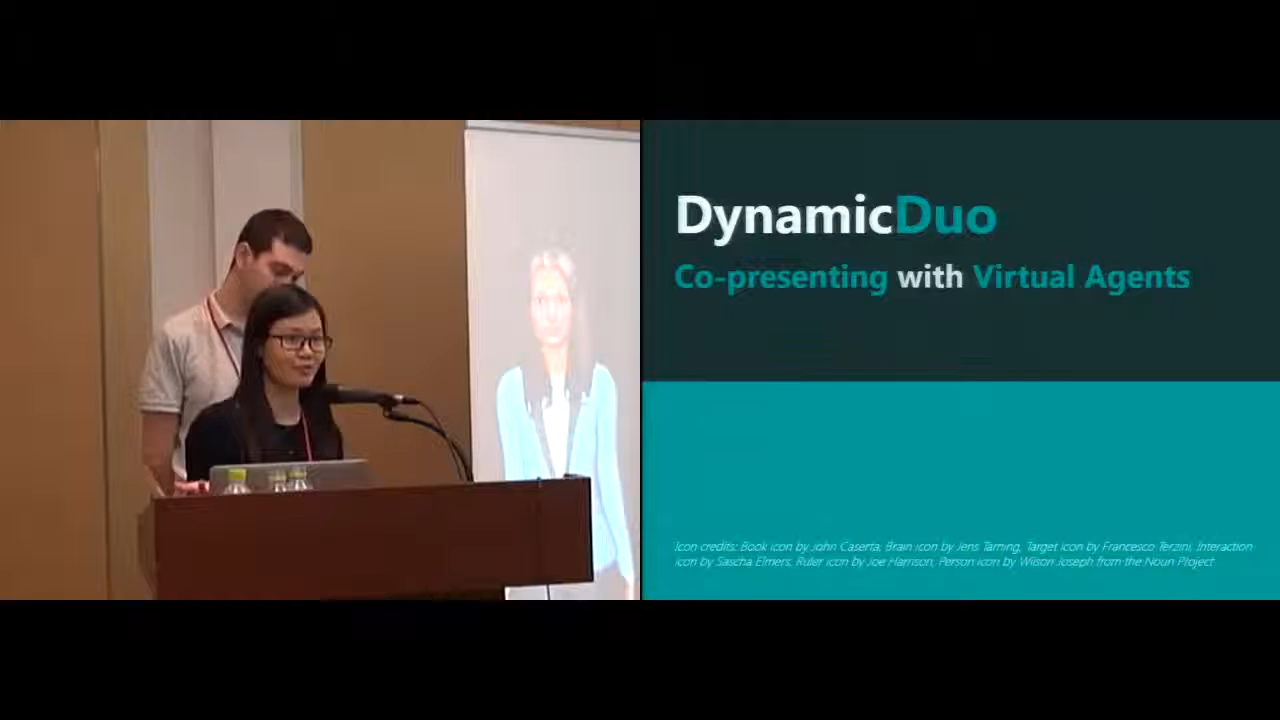 DynamicDuo
Co-presenting with Virtual Agents
Icon credits: Book icon by John Caserta, Brain icon by Jens Tarning, Target icon by Francesco Terzini, Interaction
icon by Sascha Elmers, Ruler icon by Joe Harrison, Person icon by Wilson Joseph from the Noun Project